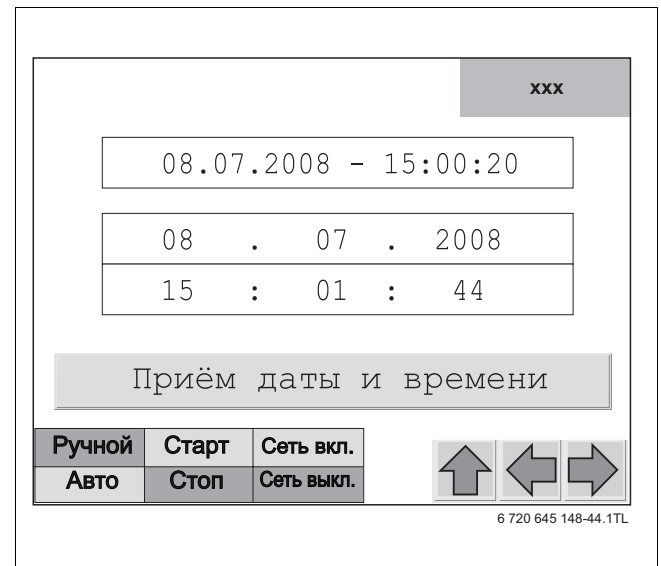 xxx
08.07.2008 - 15:00:20
08 . 07 . 2008
15 : 01 : 44
Приём даты и времени
Ручной Старт Сеть вкл.
Авто Стоп Сеть выкл.
6 720 645 148-44.1TL